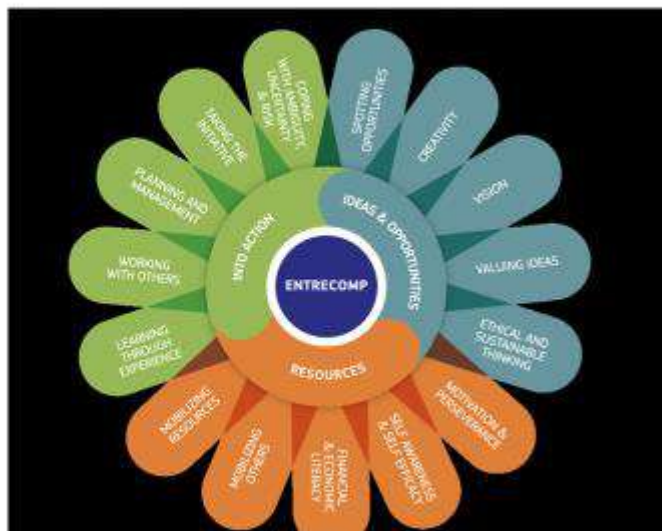 ENTRECOMP
IDEAS & OPPORTUNITIES
SPOTTING
OPPORTUNITIES
CREATIVITY
VISION
VALUING IDEAS
ETHICAL AND
SUSTAINABLE
THINKING
RESOURCES
MOTIVATION &
PERSEVERANCE
SELF AWARENESS
& SELF EFFICACY
FINANCIAL
& ECONOMIC
LITERACY
MOBILIZING
OTHERS
MOBILIZING
RESOURCES
INTO ACTION
LEARNING
THROUGH
EXPERIENCE
WORKING
WITH OTHERS
PLANNING AND
MANAGEMENT
TAKING THE
INITIATIVE
COPING
WITH AMBIGUITY,
UNCERTAINTY
& RISK